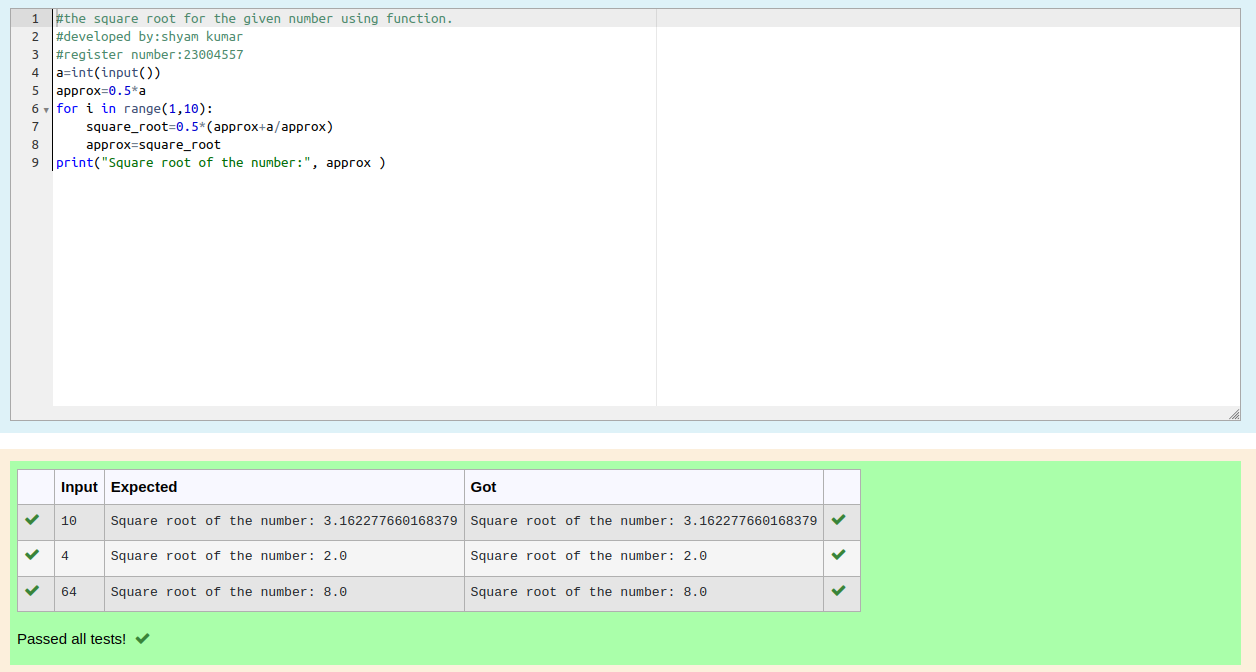 1 #the square root for the given number using function.
2 #developed by:shyam kumar
3 #register number:23004557
4 a=int(input())
5 approx=0.5*a
6 for i in range(1,10):
7     square_root=0.5*(approx+a/approx)
8     approx=square_root
9 print("Square root of the number:", approx )
Input Expected Got
10 Square root of the number: 3.162277660168379 Square root of the number: 3.162277660168379
4 Square root of the number: 2.0 Square root of the number: 2.0
64 Square root of the number: 8.0 Square root of the number: 8.0
Passed all tests!